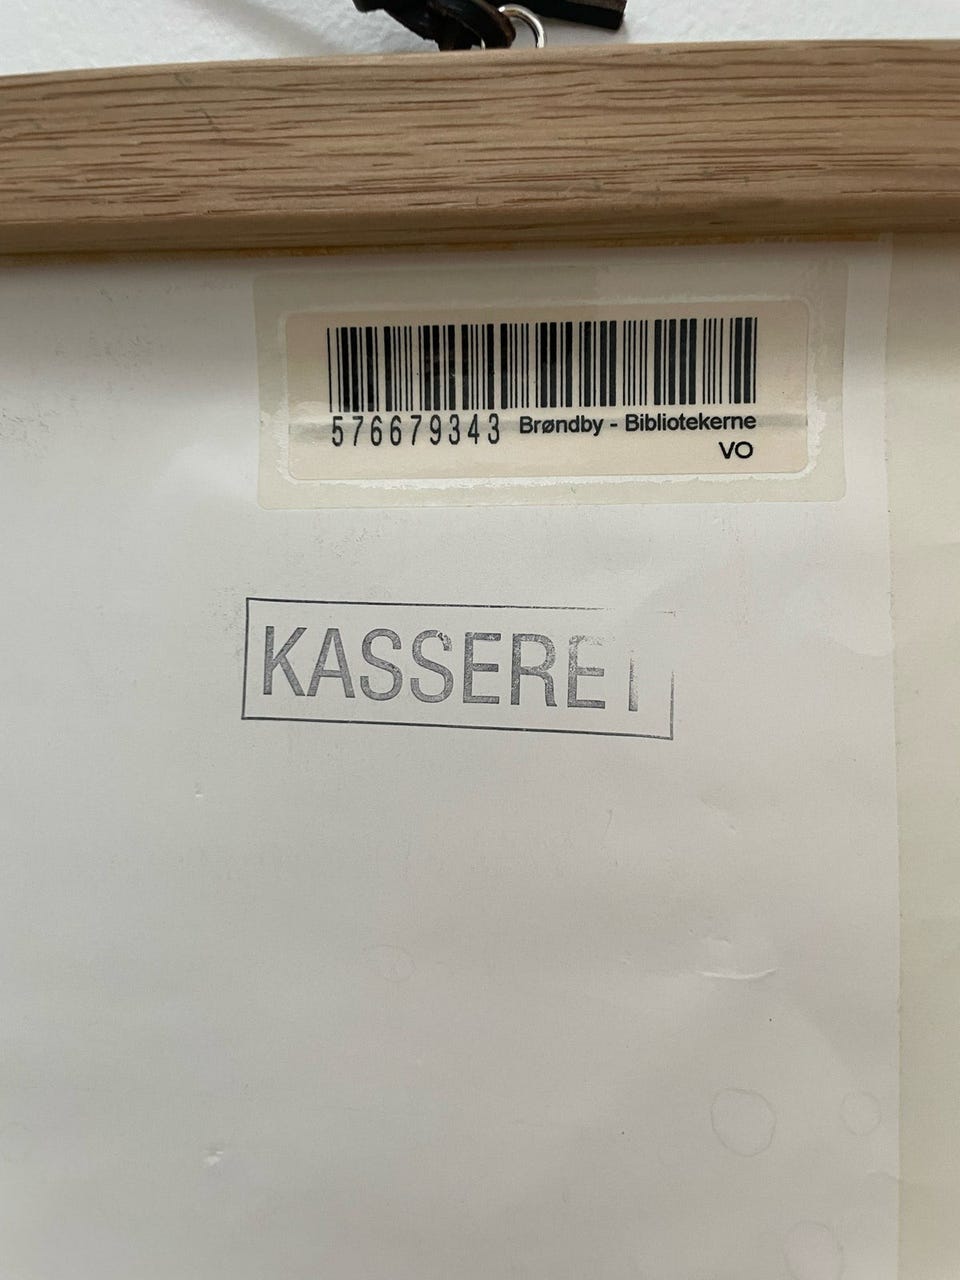 576679343 Brøndby - Bibliotekerne
VO
KASSERET